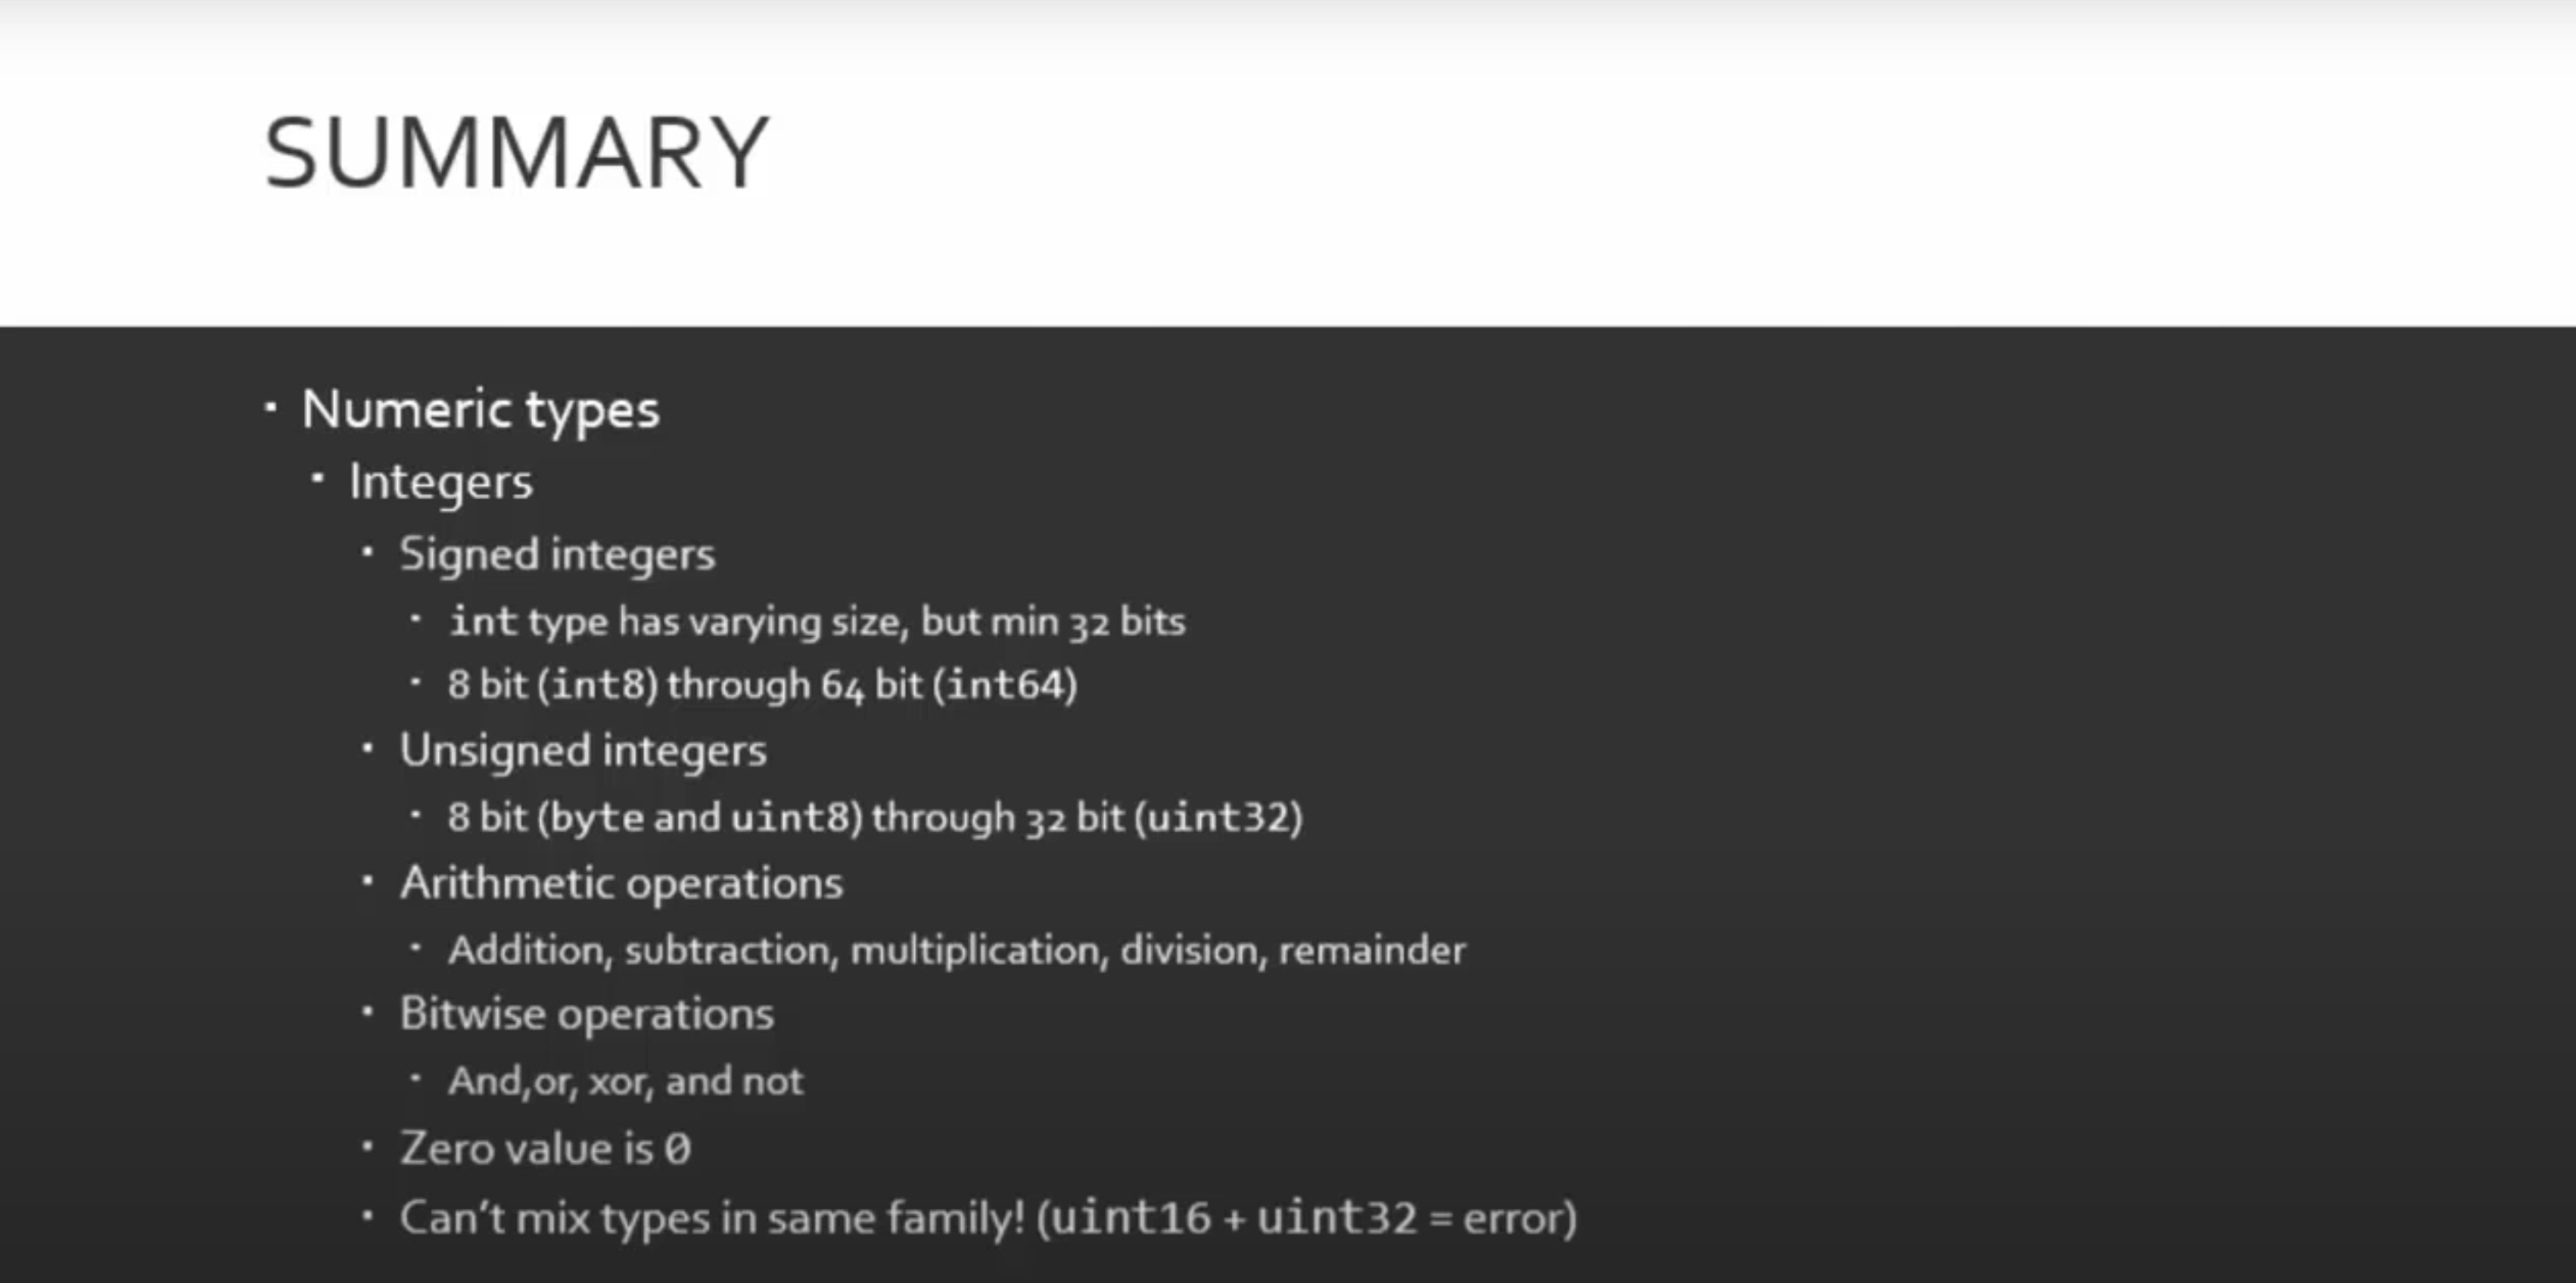 SUMMARY
▪ Numeric types
▪ Integers
▪ Signed integers
▪ int type has varying size, but min 32 bits
▪ 8 bit (int8) through 64 bit (int64)
▪ Unsigned integers
▪ 8 bit (byte and uint8) through 32 bit (uint32)
▪ Arithmetic operations
▪ Addition, subtraction, multiplication, division, remainder
▪ Bitwise operations
▪ And,or, xor, and not
▪ Zero value is 0
▪ Can’t mix types in same family! (uint16 + uint32 = error)